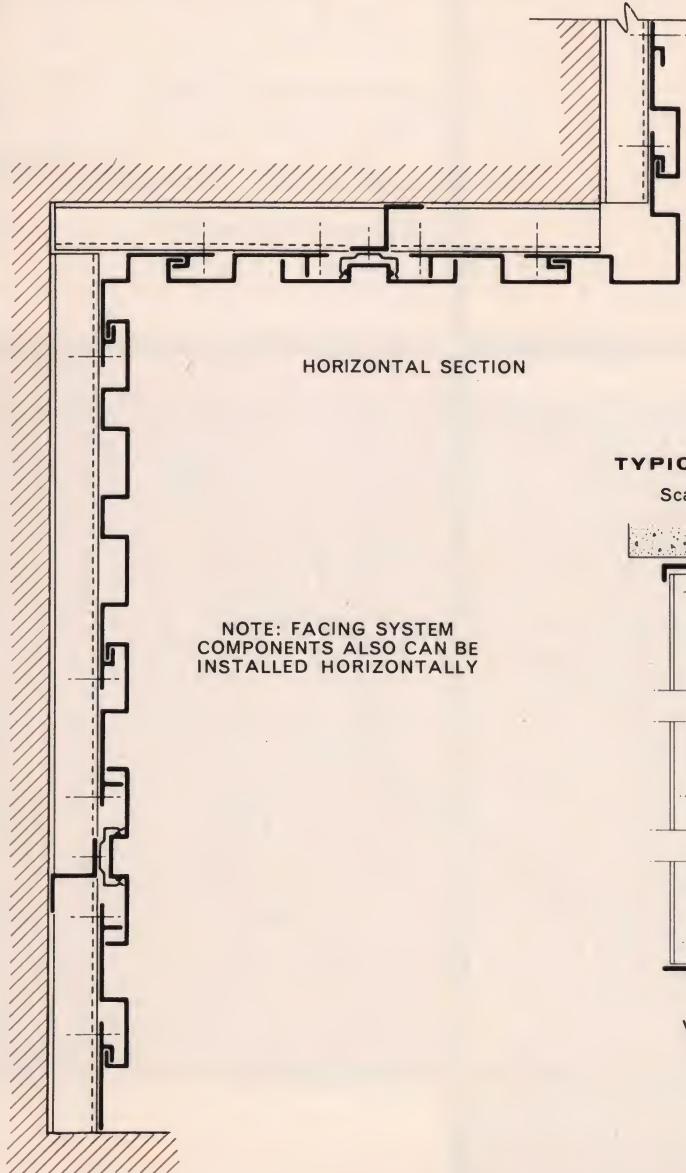 HORIZONTAL SECTION
TYPIC
Sca
NOTE: FACING SYSTEM
COMPONENTS ALSO CAN BE
INSTALLED HORIZONTALLY
V